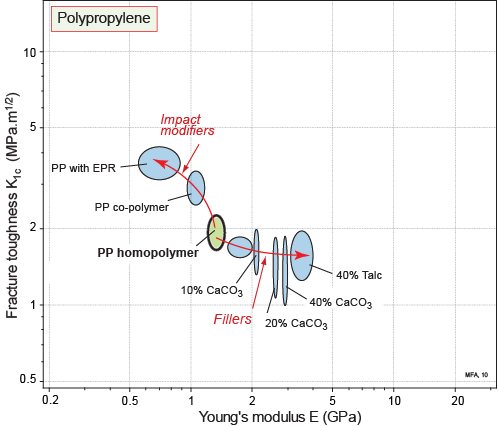 Polypropylene
Fracture toughness K1c (MPa.m1/2)
10
5
2
1
0.5
Impact
modifiers
PP with EPR
PP co-polymer
PP homopolymer
10% CaCO3
Fillers
20% CaCO3
40% CaCO3
40% Talc
MFA, 10
0.2
0.5
1
2
5
10
20
Young's modulus E (GPa)